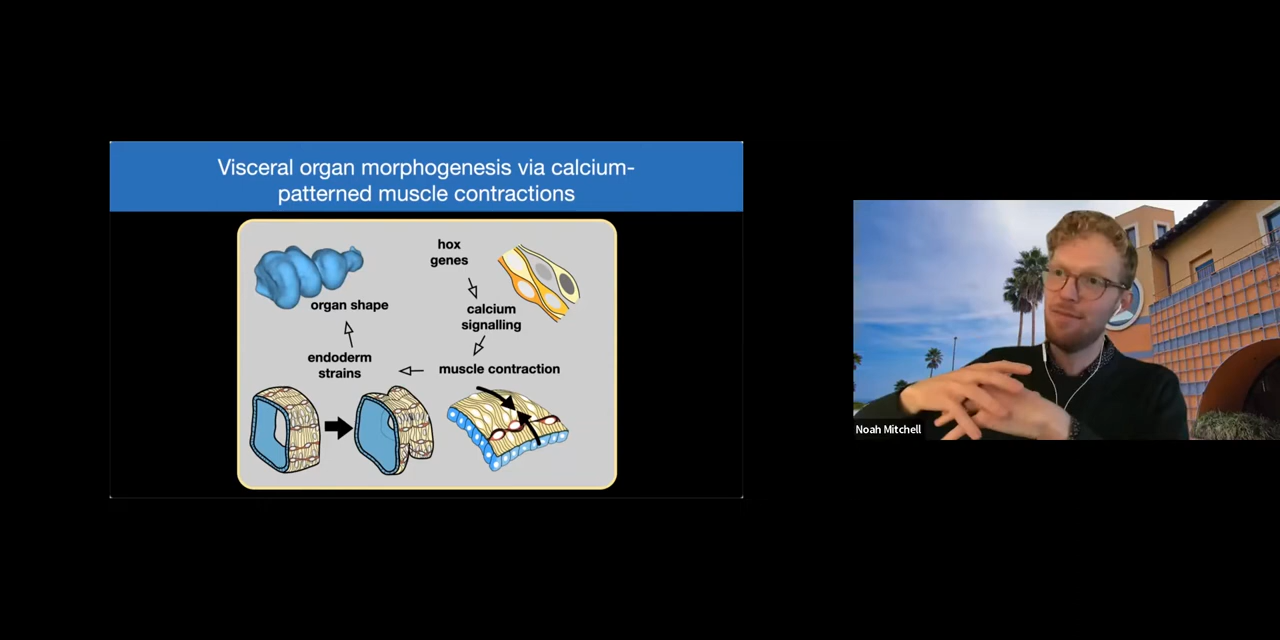 Visceral organ morphogenesis via calcium-
patterned muscle contractions
hox
genes
organ shape
calcium
signalling
endoderm
strains
muscle contraction
Noah Mitchell